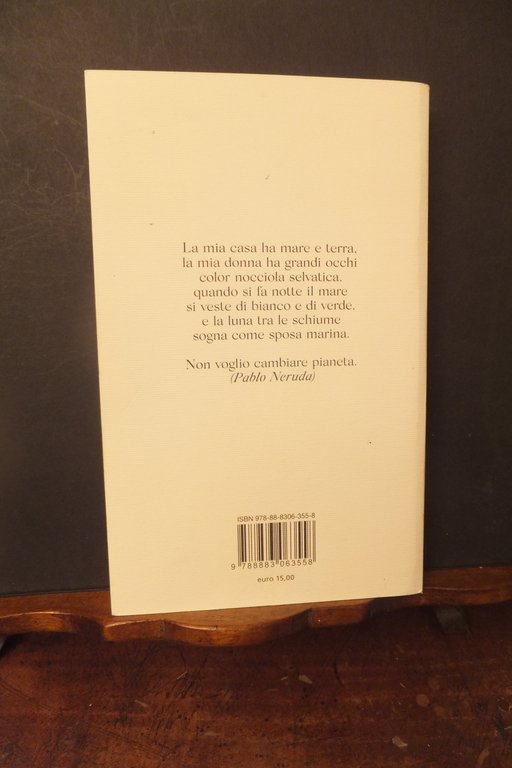 La mia casa ha mare e terra,
la mia donna ha grandi occhi
color nocciola selvatica,
quando si fa notte il mare
si veste di bianco e di verde,
e la luna tra le schiume
sogna come sposa marina.
Non voglio cambiare pianeta.
(Pablo Neruda)
ISBN 978-88-8306-355-8
9 788883 063558
euro 15,00